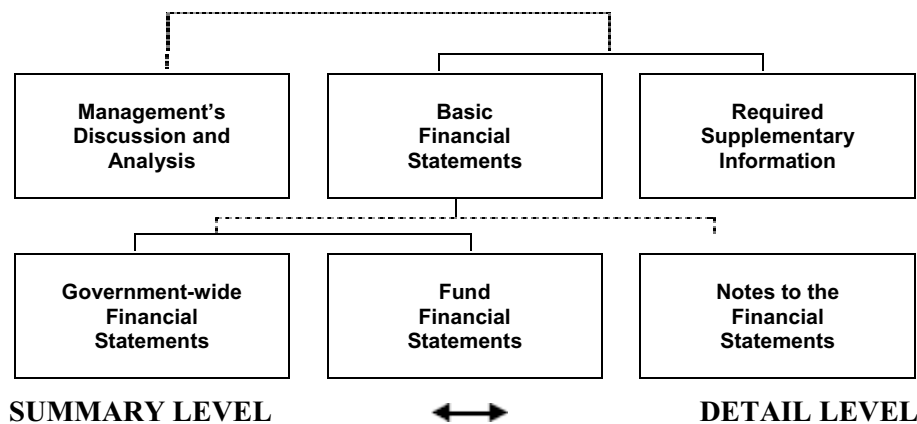 Management’s
Discussion and
Analysis
Basic
Financial
Statements
Required
Supplementary
Information
Government-wide
Financial
Statements
Fund
Financial
Statements
Notes to the
Financial
Statements
SUMMARY LEVEL
DETAIL LEVEL